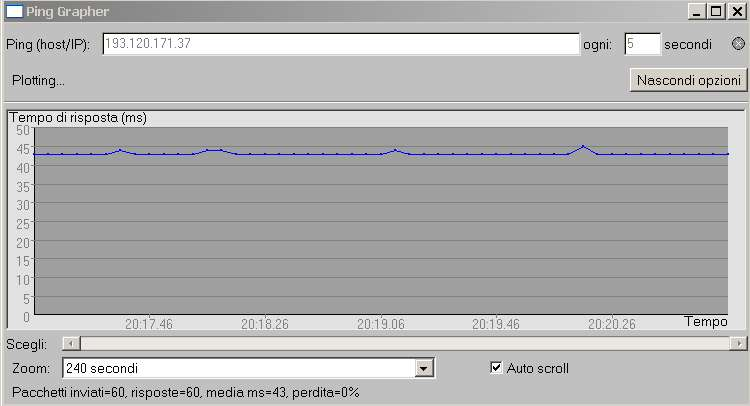 Ping Grapher
Ping (host/IP): 193.120.171.37 ogni: 5 secondi
Plotting... Nascondi opzioni
Tempo di risposta (ms)
50
45
40
35
30
25
20
15
10
5
0
20:17.46 20:18.26 20:19.06 20:19.46 20:20.26 Tempo
Scegli:
Zoom: 240 secondi Auto scroll
Pacchetti inviati=60, risposte=60, media ms=43, perdita=0%